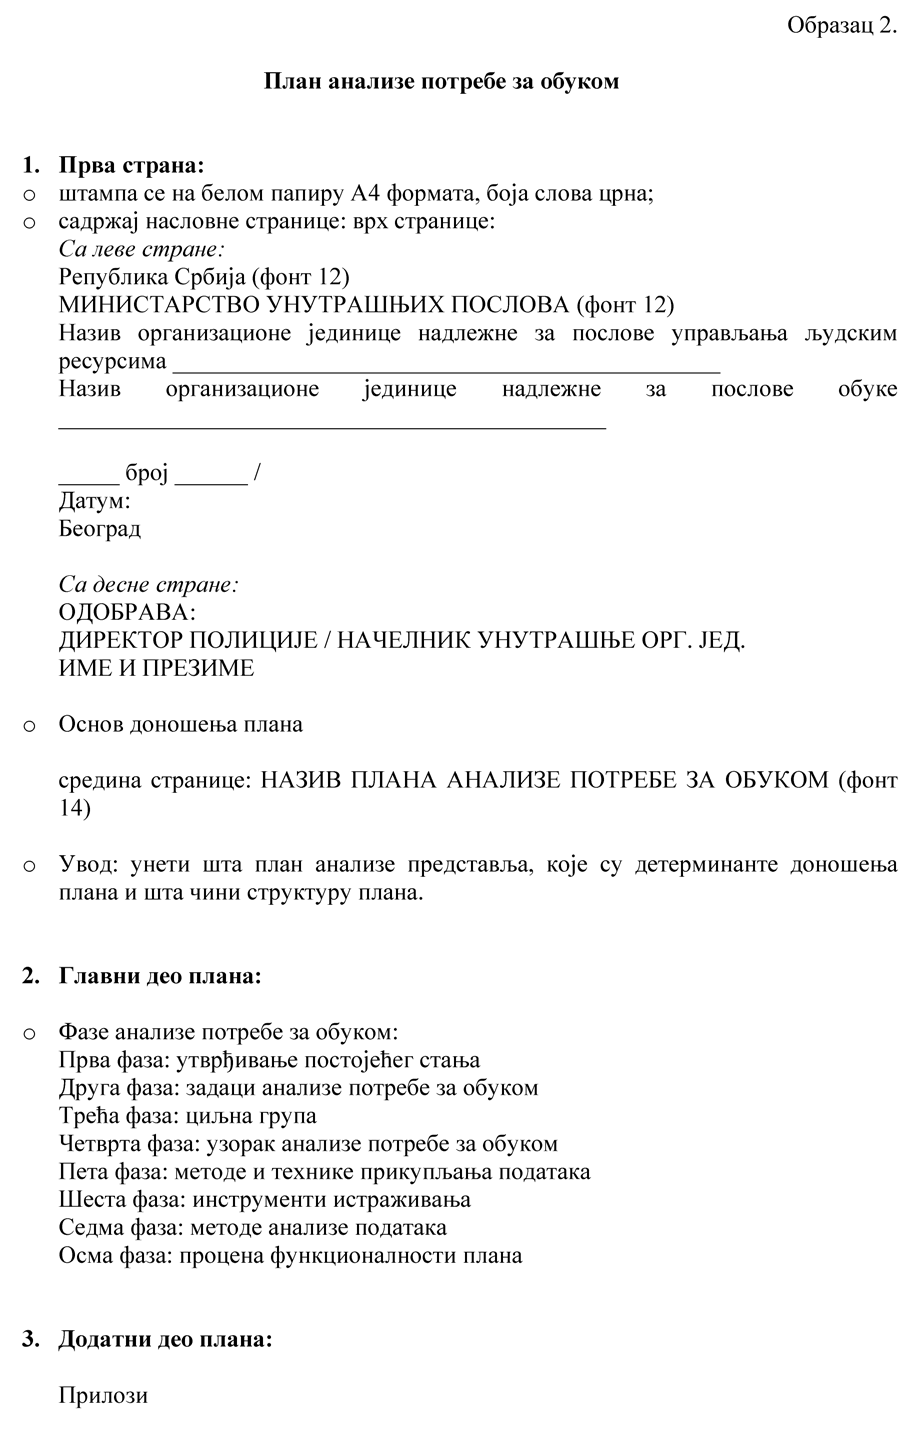 Образац 2.
План анализе потребе за обуком
1. Прва страна:
o штампа се на белом папиру А4 формата, боја слова црна;
o садржај насловне странице: врх странице:
Са леве стране:
Република Србија (фонт 12)
МИНИСТАРСТВО УНУТРАШЊИХ ПОСЛОВА (фонт 12)
Назив организационе јединице надлежне за послове управљања људским
ресурсима _____________________________________________
Назив организационе јединице надлежне за послове обуке
_____________________________________________
_____ број ______ /
Датум:
Београд
Са десне стране:
ОДОБРАВА:
ДИРЕКТОР ПОЛИЦИЈЕ / НАЧЕЛНИК УНУТРАШЊЕ ОРГ. ЈЕД.
ИМЕ И ПРЕЗИМЕ
o Основ доношења плана
средина странице: НАЗИВ ПЛАНА АНАЛИЗЕ ПОТРЕБЕ ЗА ОБУКОМ (фонт
14)
o Увод: унети шта план анализе представља, које су детерминанте доношења
плана и шта чини структуру плана.
2. Главни део плана:
o Фазе анализе потребе за обуком:
Прва фаза: утврђивање постојећег стања
Друга фаза: задаци анализе потребе за обуком
Трећа фаза: циљна група
Четврта фаза: узорак анализе потребе за обуком
Пета фаза: методе и технике прикупљања података
Шеста фаза: инструменти истраживања
Седма фаза: методе анализе података
Осма фаза: процена функционалности плана
3. Додатни део плана:
Прилози